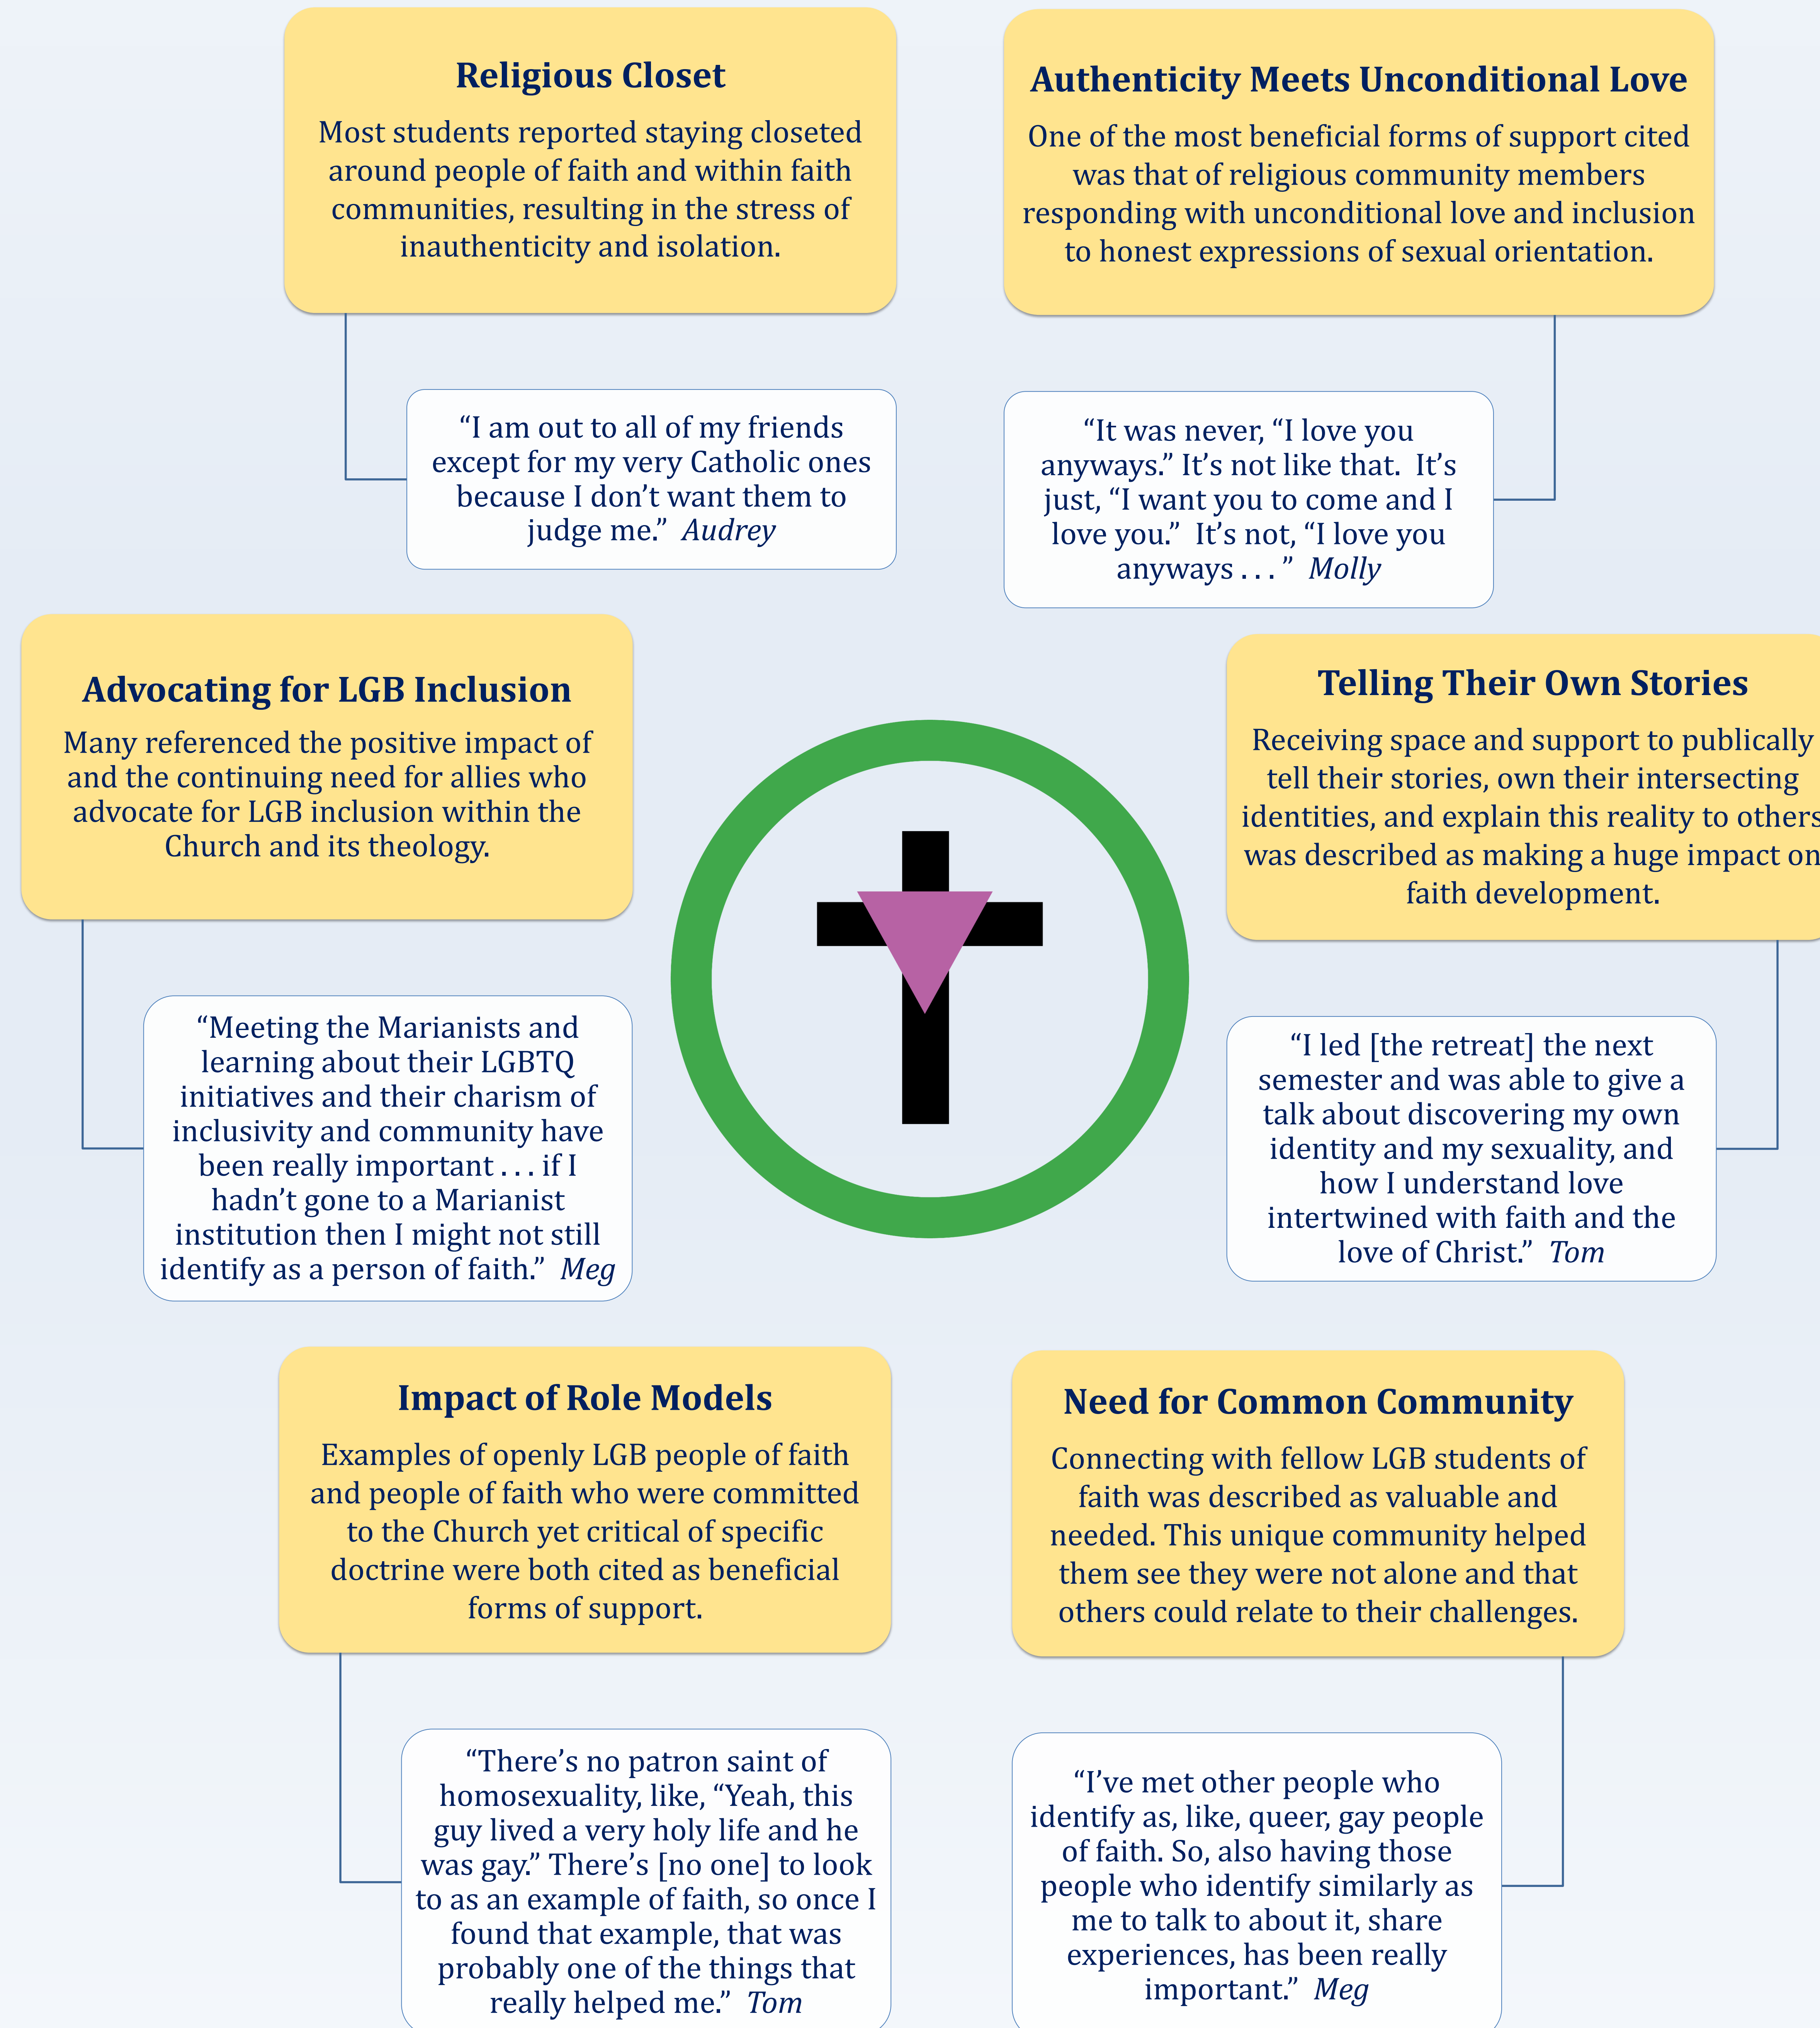 Religious Closet
Most students reported staying closeted
around people of faith and within faith
communities, resulting in the stress of
inauthenticity and isolation.
“I am out to all of my friends
except for my very Catholic ones
because I don’t want them to
judge me.” Audrey
Authenticity Meets Unconditional Love
One of the most beneficial forms of support cited
was that of religious community members
responding with unconditional love and inclusion
to honest expressions of sexual orientation.
“It was never, “I love you
anyways.” It’s not like that. It’s
just, “I want you to come and I
love you.” It’s not, “I love you
anyways . . . ” Molly
Advocating for LGB Inclusion
Many referenced the positive impact of
and the continuing need for allies who
advocate for LGB inclusion within the
Church and its theology.
“Meeting the Marianists and
learning about their LGBTQ
initiatives and their charism of
inclusivity and community have
been really important . . . if I
hadn’t gone to a Marianist
institution then I might not still
identify as a person of faith.” Meg
Telling Their Own Stories
Receiving space and support to publically
tell their stories, own their intersecting
identities, and explain this reality to others
was described as making a huge impact on
faith development.
“I led [the retreat] the next
semester and was able to give a
talk about discovering my own
identity and my sexuality, and
how I understand love
intertwined with faith and the
love of Christ.” Tom
Impact of Role Models
Examples of openly LGB people of faith
and people of faith who were committed
to the Church yet critical of specific
doctrine were both cited as beneficial
forms of support.
“There’s no patron saint of
homosexuality, like, “Yeah, this
guy lived a very holy life and he
was gay.” There’s [no one] to look
to as an example of faith, so once I
found that example, that was
probably one of the things that
really helped me.” Tom
Need for Common Community
Connecting with fellow LGB students of
faith was described as valuable and
needed. This unique community helped
them see they were not alone and that
others could relate to their challenges.
“I’ve met other people who
identify as, like, queer, gay people
of faith. So, also having those
people who identify similarly as
me to talk to about it, share
experiences, has been really
important.” Meg